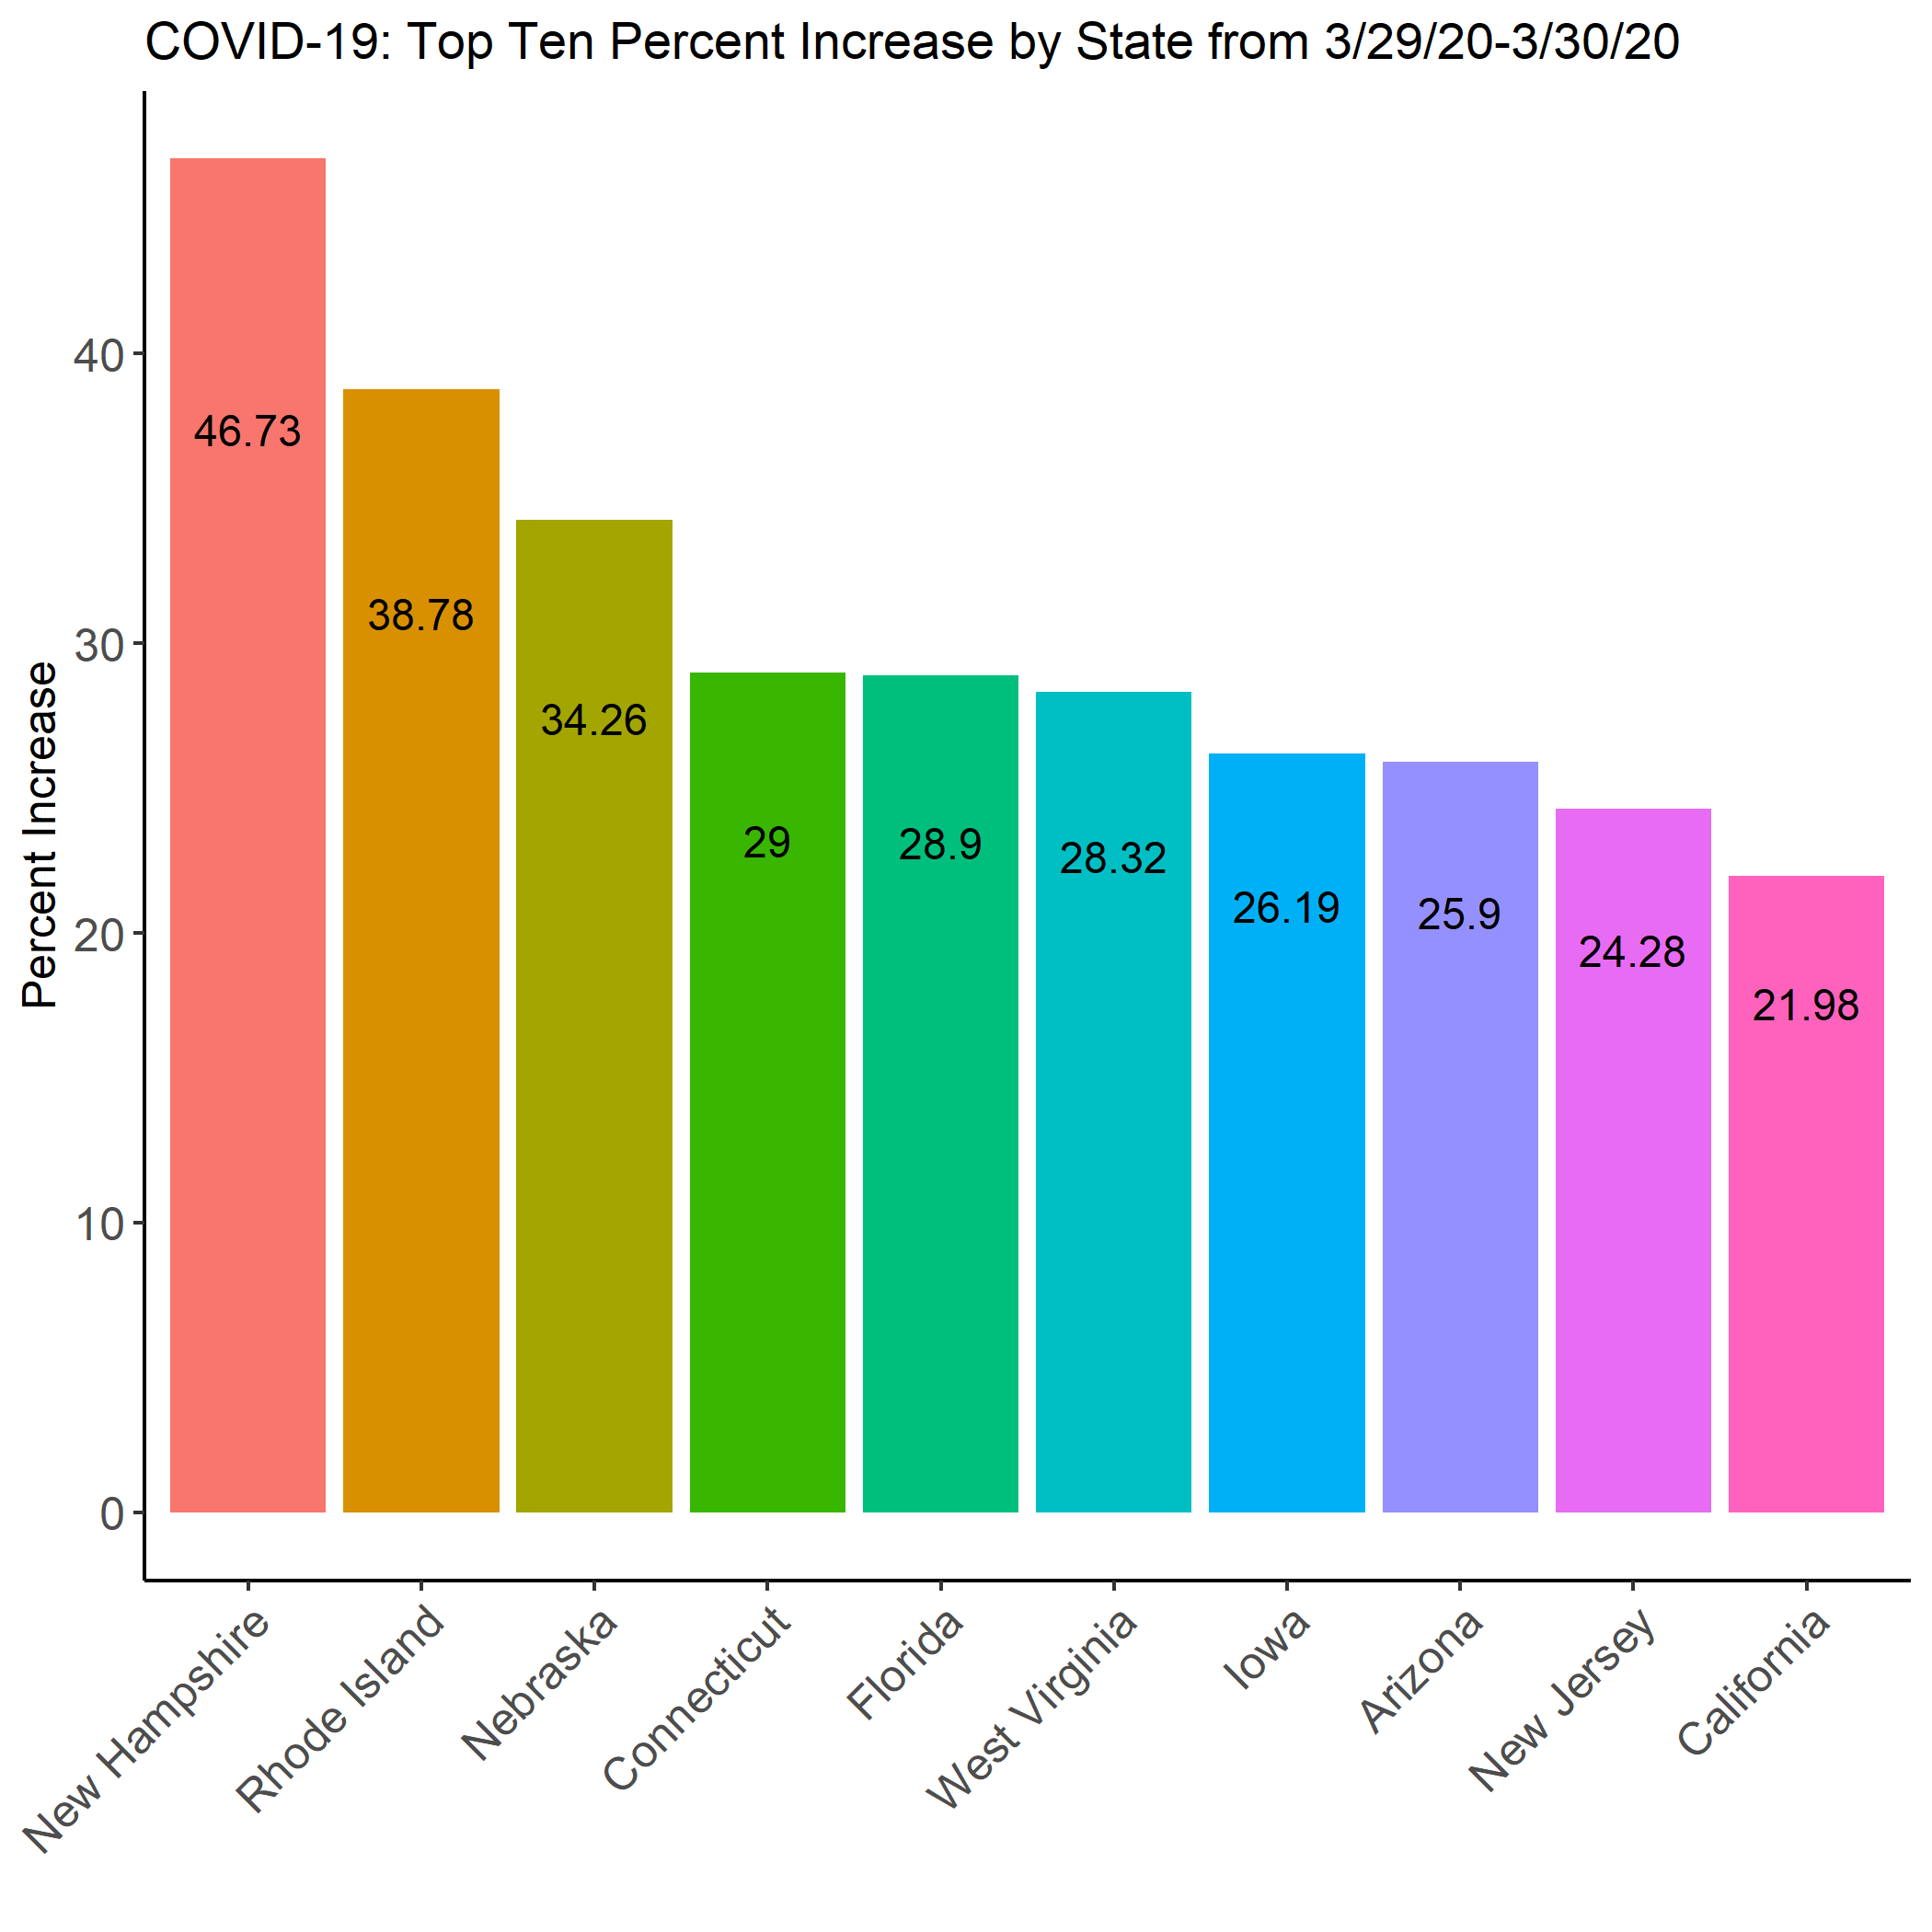 COVID-19: Top Ten Percent Increase by State from 3/29/20-3/30/20
Percent Increase
40
30
20
10
0
46.73
38.78
34.26
29
28.9
28.32
26.19
25.9
24.28
21.98
New Hampshire
Rhode Island
Nebraska
Connecticut
Florida
West Virginia
Iowa
Arizona
New Jersey
California